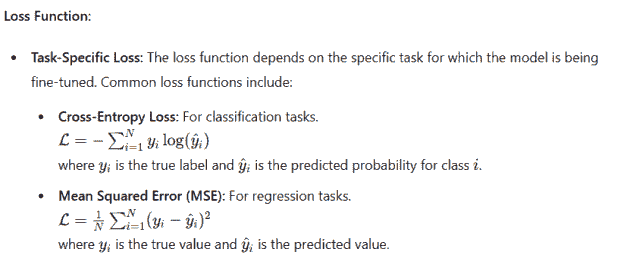 Loss Function:
• Task-Specific Loss: The loss function depends on the specific task for which the model is being
fine-tuned. Common loss functions include:
• Cross-Entropy Loss: For classification tasks.
ℒ = − ∑ᵢ₌₁ᴺ yᵢ log(ŷᵢ)
where yᵢ is the true label and ŷᵢ is the predicted probability for class i.
• Mean Squared Error (MSE): For regression tasks.
ℒ = 1/N ∑ᵢ₌₁ᴺ (yᵢ − ŷᵢ)²
where yᵢ is the true value and ŷᵢ is the predicted value.